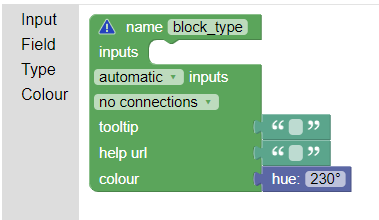 Input
Field
Type
Colour
name block_type
inputs
automatic ▾ inputs
no connections ▾
tooltip “ ”
help url “ ”
colour hue: 230°